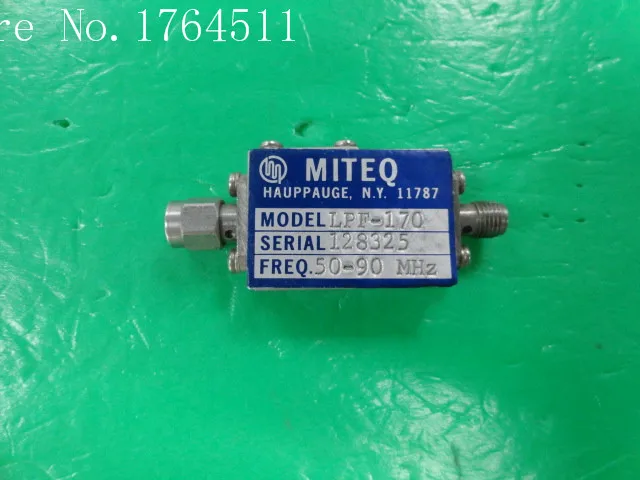 re No. 1764511
MITEQ
HAUPPAUGE, N.Y. 11787
MODEL LPF-170
SERIAL 128325
FREQ. 50-90 MHz